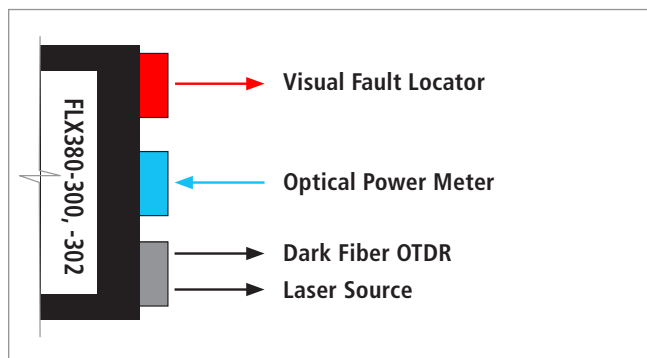 FLX380-300, -302
Visual Fault Locator
Optical Power Meter
Dark Fiber OTDR
Laser Source